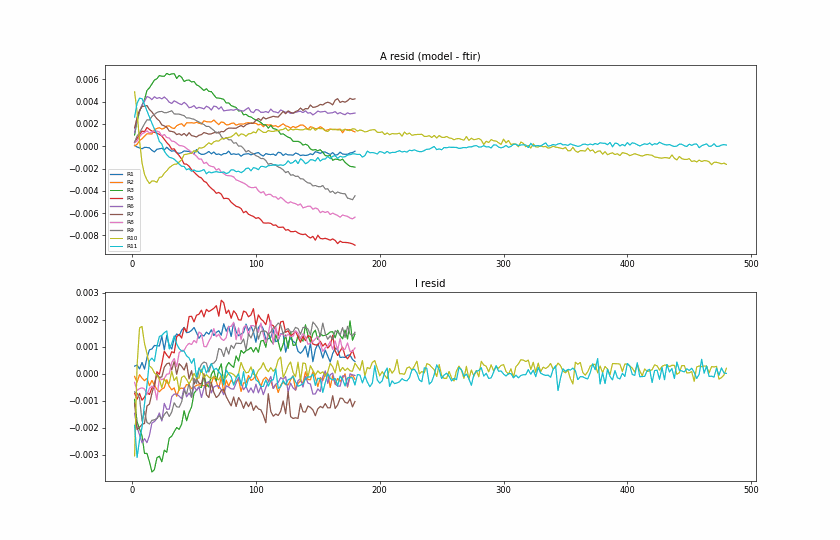 A resid (model - ftir)
0.006
0.004
0.002
0.000
−0.002
−0.004
−0.006
−0.008
R1
R2
R3
R5
R6
R7
R8
R9
R10
R11
0 100 200 300 400 500
I resid
0.003
0.002
0.001
0.000
−0.001
−0.002
−0.003
0 100 200 300 400 500